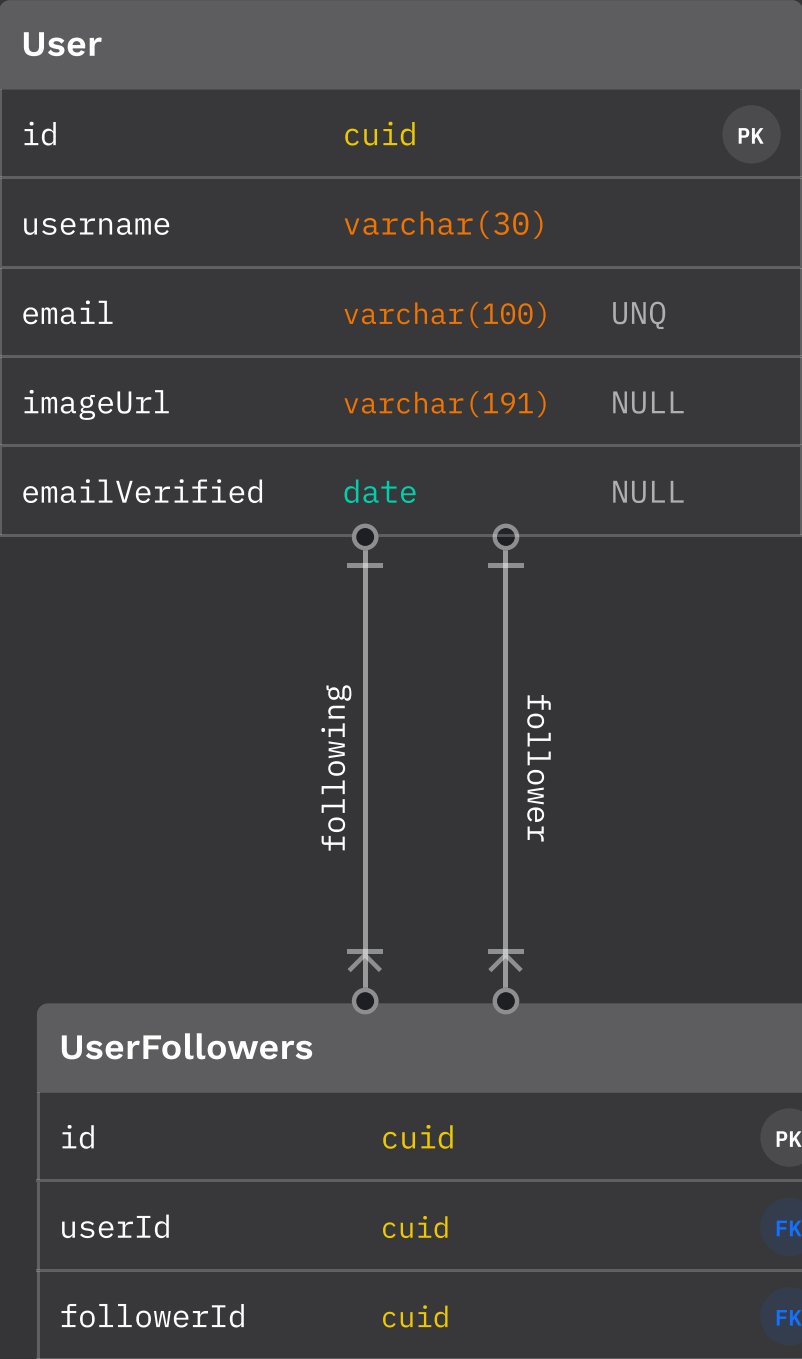 User
id cuid PK
username varchar(30)
email varchar(100) UNQ
imageUrl varchar(191) NULL
emailVerified date NULL
following
follower
UserFollowers
id cuid PK
userId cuid FK
followerId cuid FK